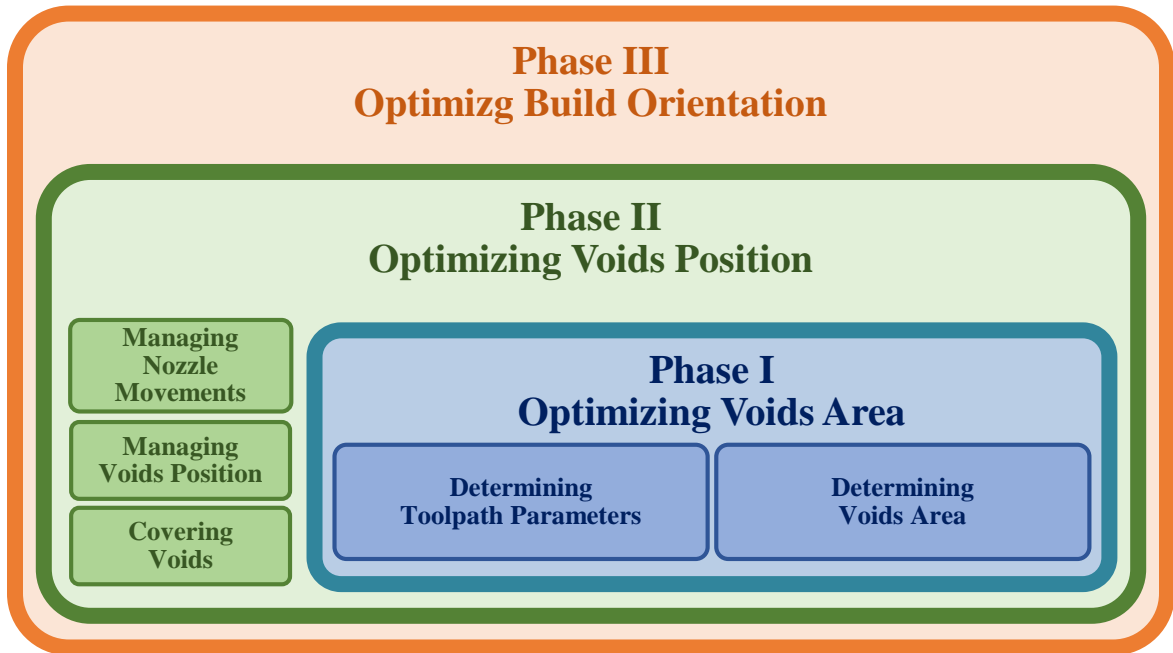 Phase III
Optimizg Build Orientation
Phase II
Optimizing Voids Position
Managing
Nozzle
Movements
Managing
Voids Position
Covering
Voids
Phase I
Optimizing Voids Area
Determining
Toolpath Parameters
Determining
Voids Area